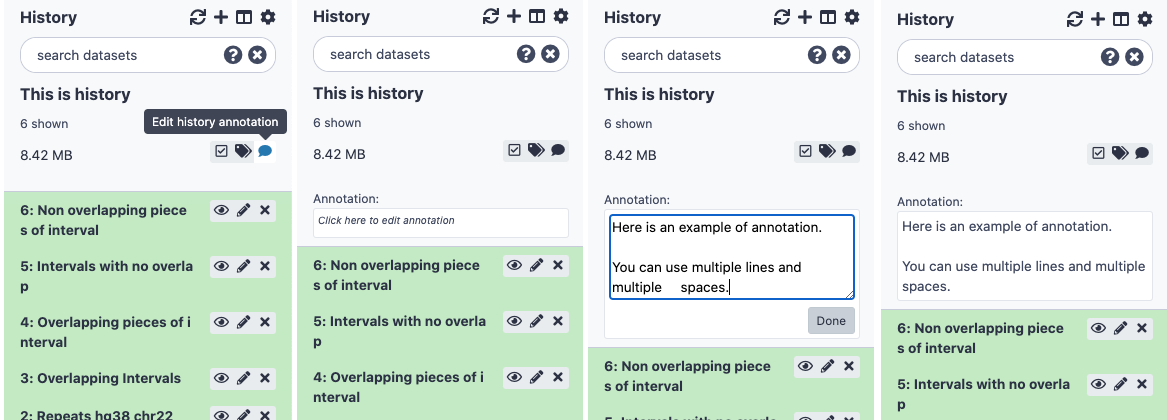 History
search datasets
This is history
6 shown
Edit history annotation
8.42 MB
6: Non overlapping piece
s of interval
5: Intervals with no overla
p
4: Overlapping pieces of i
nterval
3: Overlapping Intervals
2: Repeats hg38 chr22
History
search datasets
This is history
6 shown
8.42 MB
Annotation:
Click here to edit annotation
6: Non overlapping piece
s of interval
5: Intervals with no overla
p
4: Overlapping pieces of i
nterval
History
search datasets
This is history
6 shown
8.42 MB
Annotation:
Here is an example of annotation.
You can use multiple lines and
multiple     spaces.
Done
6: Non overlapping piece
s of interval
5: Intervals with no overla
History
search datasets
This is history
6 shown
8.42 MB
Annotation:
Here is an example of annotation.
You can use multiple lines and multiple
spaces.
6: Non overlapping piece
s of interval
5: Intervals with no overla
p